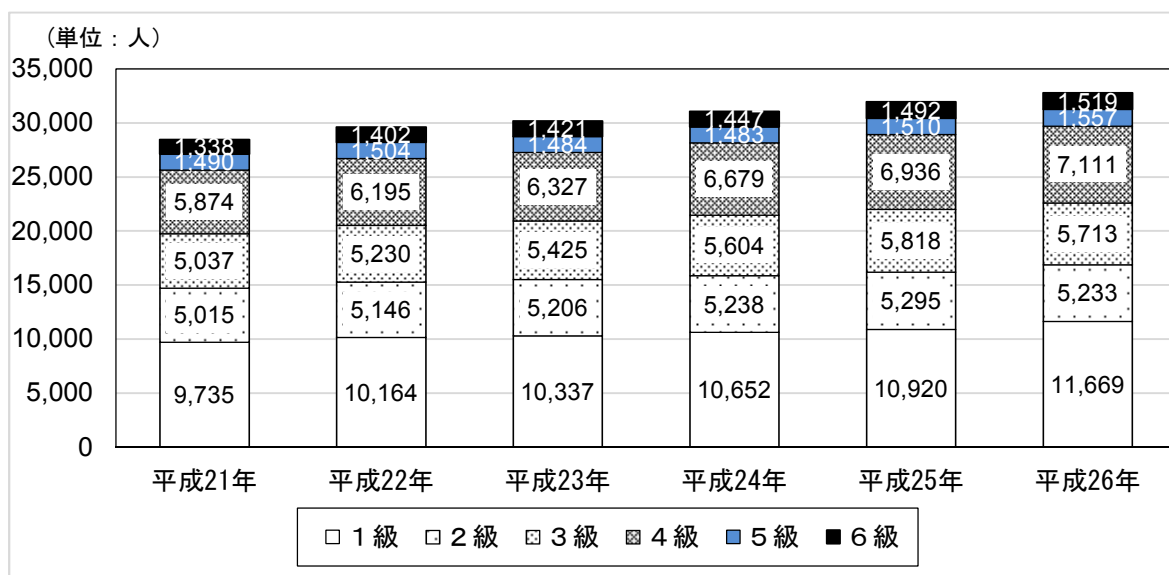 （単位：人）
35,000
30,000
25,000
20,000
15,000
10,000
5,000
0
1,338 1,402 1,421 1,447 1,492 1,519
1,490 1,504 1,484 1,483 1,510 1,557
5,874 6,195 6,327 6,679 6,936 7,111
5,037 5,230 5,425 5,604 5,818 5,713
5,015 5,146 5,206 5,238 5,295 5,233
9,735 10,164 10,337 10,652 10,920 11,669
平成21年 平成22年 平成23年 平成24年 平成25年 平成26年
１級 ２級 ３級 ４級 ５級 ６級